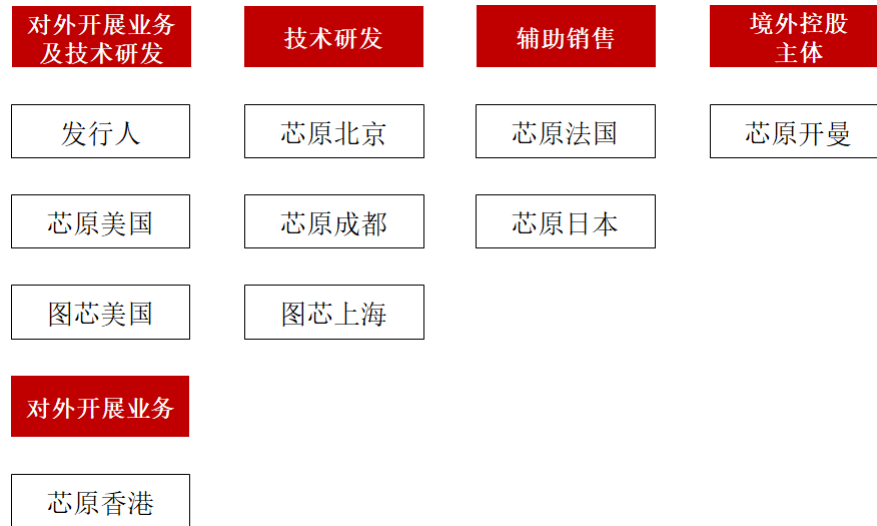 对外开展业务
及技术研发
技术研发
辅助销售
境外控股
主体
发行人
芯原北京
芯原法国
芯原开曼
芯原美国
芯原成都
芯原日本
图芯美国
图芯上海
对外开展业务
芯原香港